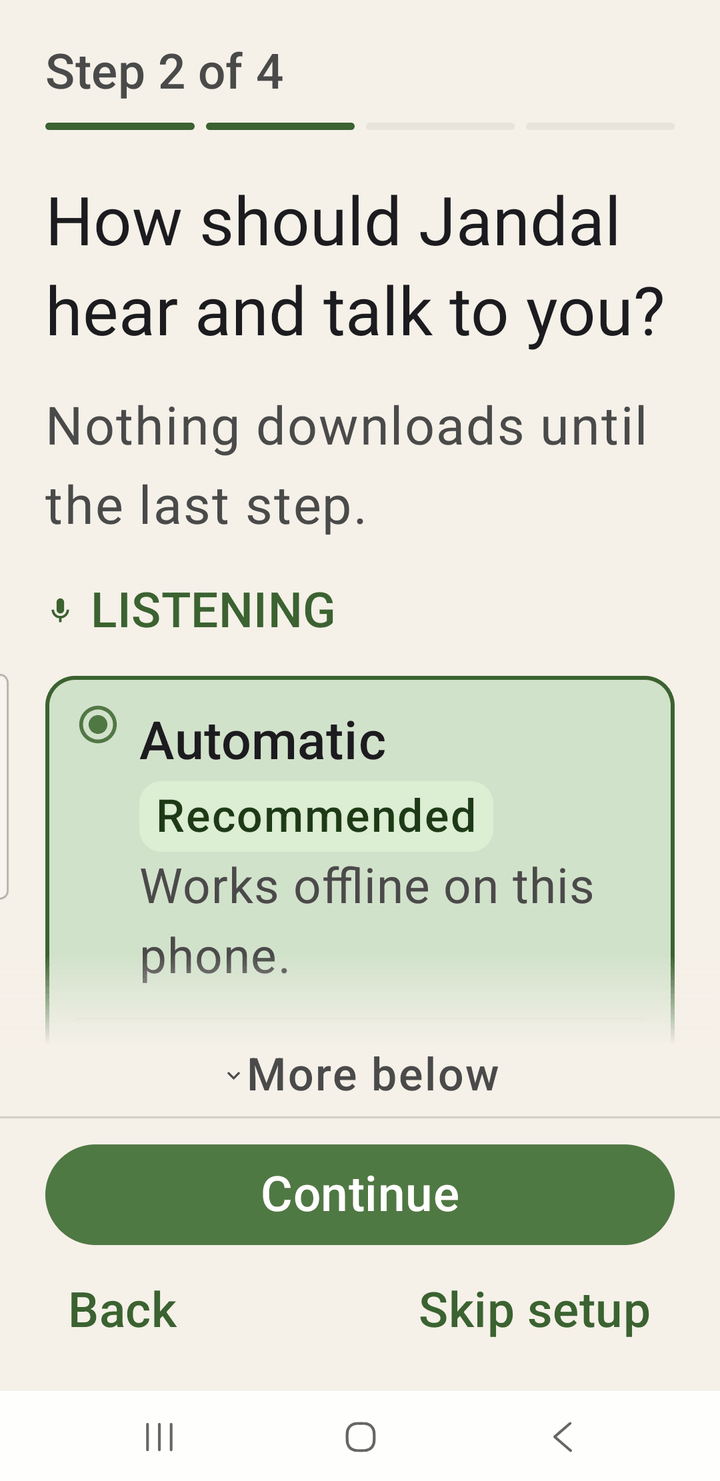 Step 2 of 4
How should Jandal
hear and talk to you?
Nothing downloads until
the last step.
LISTENING
Automatic
Recommended
Works offline on this
phone.
More below
Continue
Back
Skip setup